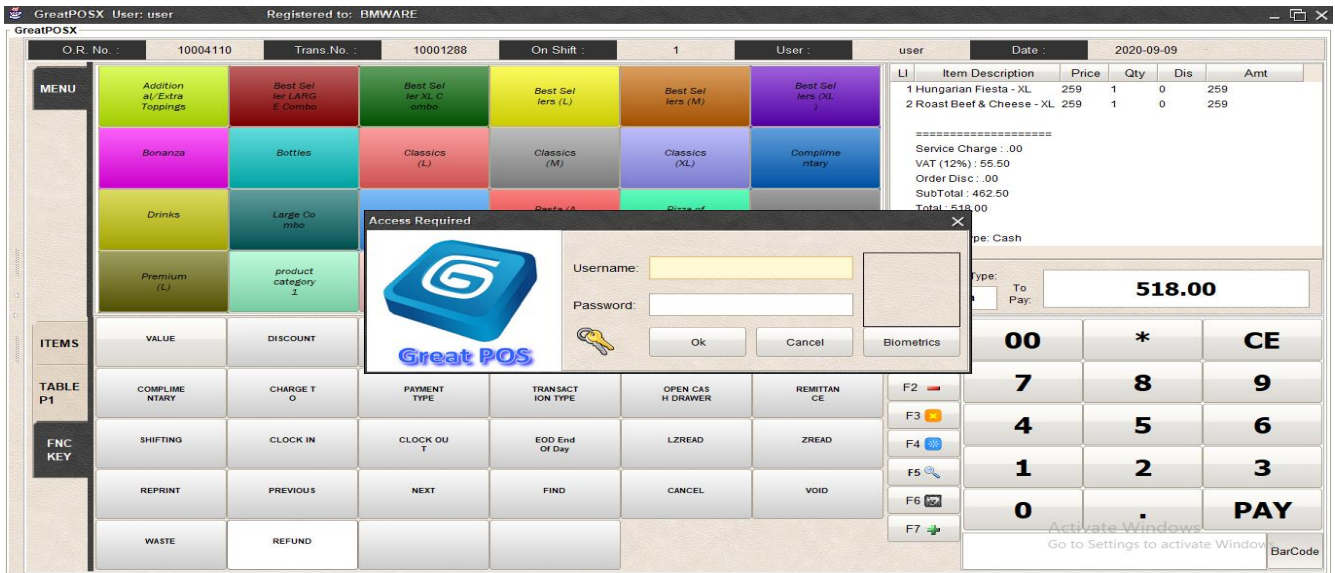 GreatPOSX User: user Registered to: BMWARE
GreatPOSX
O.R. No. : 10004110 Trans.No. : 10001288 On Shift : 1 User : user Date : 2020-09-09
MENU
Addition
al/Extra
Toppings
Best Sel
ler LARG
E Combo
Best Sel
ler XL C
ombo
Best Sel
lers (L)
Best Sel
lers (M)
Best Sel
lers (XL
)
Bonanza
Bottles
Classics
(L)
Classics
(M)
Classics
(XL)
Complime
ntary
Drinks
Large Co
mbo
Pasta (A
Pizza of
Premium
(L)
product
category
1
LI Item Description Price Qty Dis Amt
1 Hungarian Fiesta - XL 259 1 0 259
2 Roast Beef & Cheese - XL 259 1 0 259
=====================
Service Charge : .00
VAT (12%) : 55.50
Order Disc : .00
SubTotal : 462.50
Total : 518.00
pe: Cash
Type:
To
Pay:
518.00
Access Required
Username:
Password:
Ok Cancel Biometrics
G
Great POS
ITEMS
TABLE
P1
FNC
KEY
VALUE
DISCOUNT
COMPLIME
NTARY
CHARGE T
O
PAYMENT
TYPE
TRANSACT
ION TYPE
OPEN CAS
H DRAWER
REMITTAN
CE
SHIFTING
CLOCK IN
CLOCK OU
T
EOD End
Of Day
LZREAD
ZREAD
REPRINT
PREVIOUS
NEXT
FIND
CANCEL
VOID
WASTE
REFUND
F2
F3
F4
F5
F6
F7
00 * CE
7 8 9
4 5 6
1 2 3
0 . PAY
Activate Windows
Go to Settings to activate Windows
BarCode